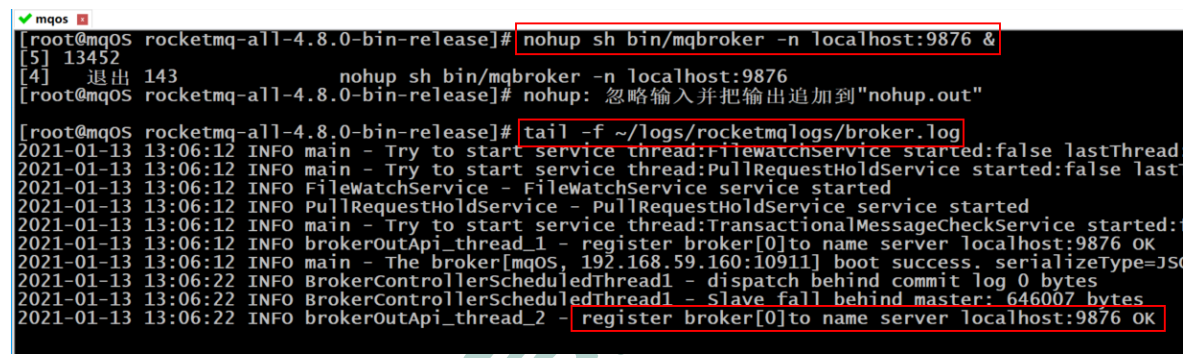 mqos
[root@mqOS rocketmq-all-4.8.0-bin-release]# nohup sh bin/mqbroker -n localhost:9876 &
[5] 13452
[4]   退出 143               nohup sh bin/mqbroker -n localhost:9876
[root@mqOS rocketmq-all-4.8.0-bin-release]# nohup: 忽略输入并把输出追加到"nohup.out"
[root@mqOS rocketmq-all-4.8.0-bin-release]# tail -f ~/logs/rocketmqlogs/broker.log
2021-01-13 13:06:12 INFO main - Try to start service thread:FileWatchService started:false lastThread:
2021-01-13 13:06:12 INFO main - Try to start service thread:PullRequestHoldService started:false last
2021-01-13 13:06:12 INFO FileWatchService - FileWatchService service started
2021-01-13 13:06:12 INFO PullRequestHoldService - PullRequestHoldService service started
2021-01-13 13:06:12 INFO main - Try to start service thread:TransactionalMessageCheckService started:
2021-01-13 13:06:12 INFO brokerOutApi_thread_1 - register broker[0]to name server localhost:9876 OK
2021-01-13 13:06:12 INFO main - The broker[mqOS, 192.168.59.160:10911] boot success. serializeType=JSO
2021-01-13 13:06:22 INFO BrokerControllerScheduledThread1 - dispatch behind commit log 0 bytes
2021-01-13 13:06:22 INFO BrokerControllerScheduledThread1 - Slave fall behind master: 646007 bytes
2021-01-13 13:06:22 INFO brokerOutApi_thread_2 - register broker[0]to name server localhost:9876 OK